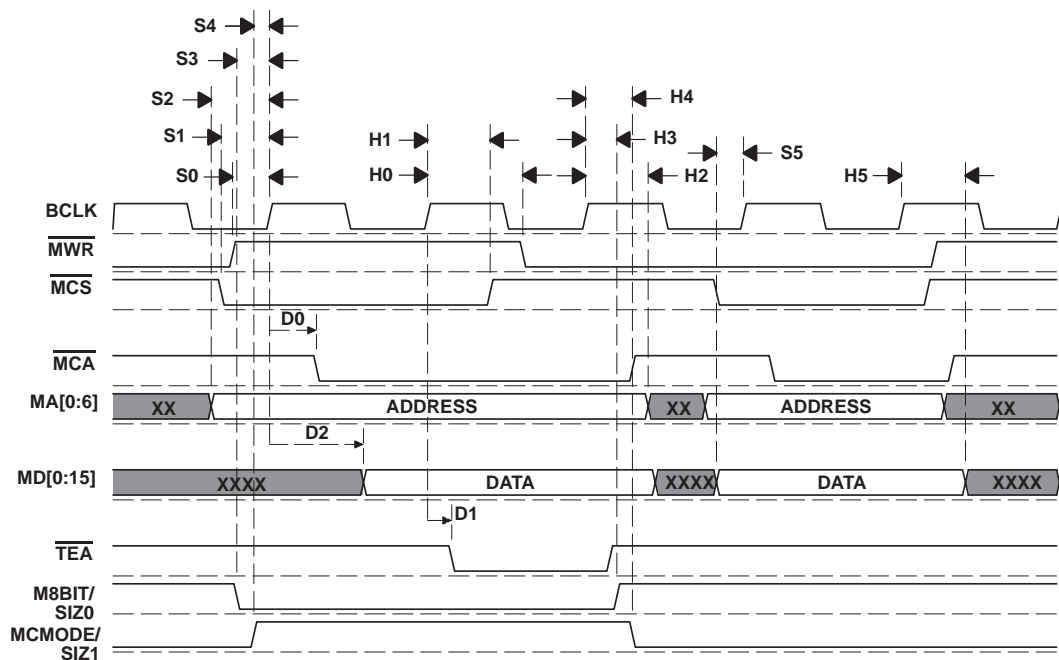 S4
S3
S2
H4
S1
H1
H3
S5
S0
H0
H2
H5
BCLK
MWR
MCS
D0
MCA
MA[0:6]
XX
ADDRESS
XX
ADDRESS
XX
D2
MD[0:15]
XXXX
DATA
XXXX
DATA
XXXX
D1
TEA
M8BIT/
SIZ0
MCMODE/
SIZ1